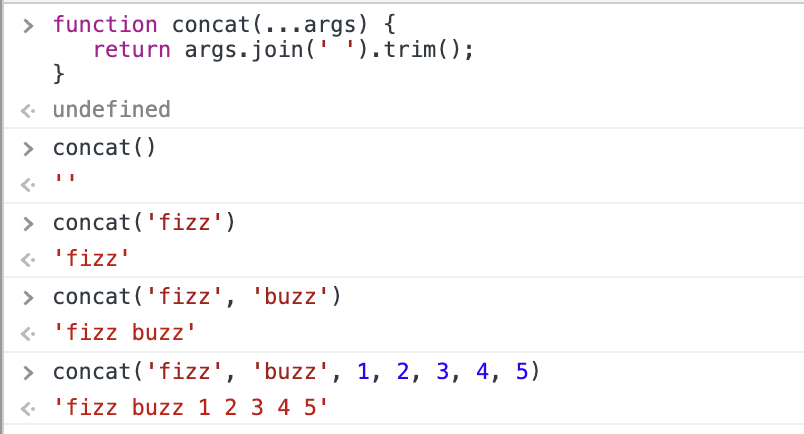 > function concat(...args) {
   return args.join(' ').trim();
}
<· undefined
> concat()
<· ''
> concat('fizz')
<· 'fizz'
> concat('fizz', 'buzz')
<· 'fizz buzz'
> concat('fizz', 'buzz', 1, 2, 3, 4, 5)
<· 'fizz buzz 1 2 3 4 5'